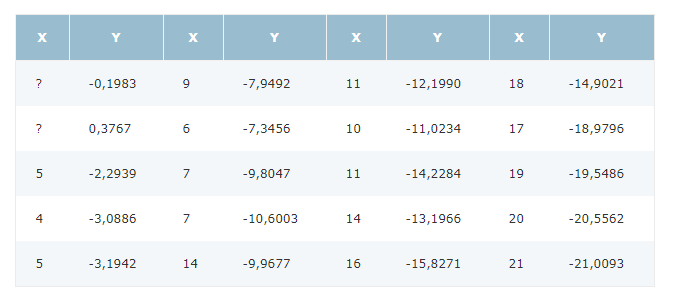 X Y X Y X Y X Y
? -0,1983 9 -7,9492 11 -12,1990 18 -14,9021
? 0,3767 6 -7,3456 10 -11,0234 17 -18,9796
5 -2,2939 7 -9,8047 11 -14,2284 19 -19,5486
4 -3,0886 7 -10,6003 14 -13,1966 20 -20,5562
5 -3,1942 14 -9,9677 16 -15,8271 21 -21,0093